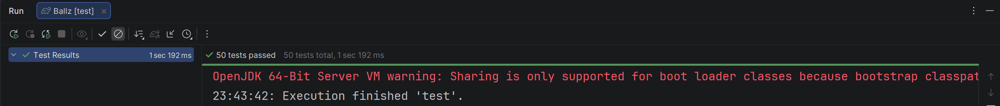 Run
Ballz [test]
Test Results 1 sec 192 ms
50 tests passed 50 tests total, 1 sec 192 ms
OpenJDK 64-Bit Server VM warning: Sharing is only supported for boot loader classes because bootstrap classpat
23:43:42: Execution finished 'test'.